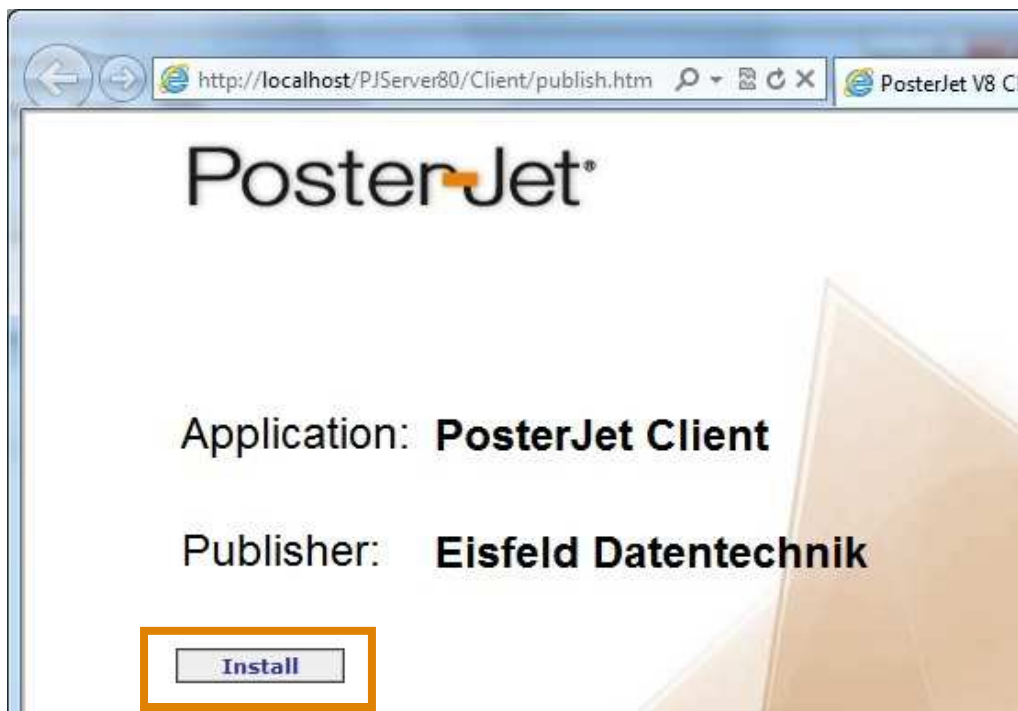 http://localhost/PJServer80/Client/publish.htm
PosterJet V8 C
PosterJet®
Application: PosterJet Client
Publisher: Eisfeld Datentechnik
Install